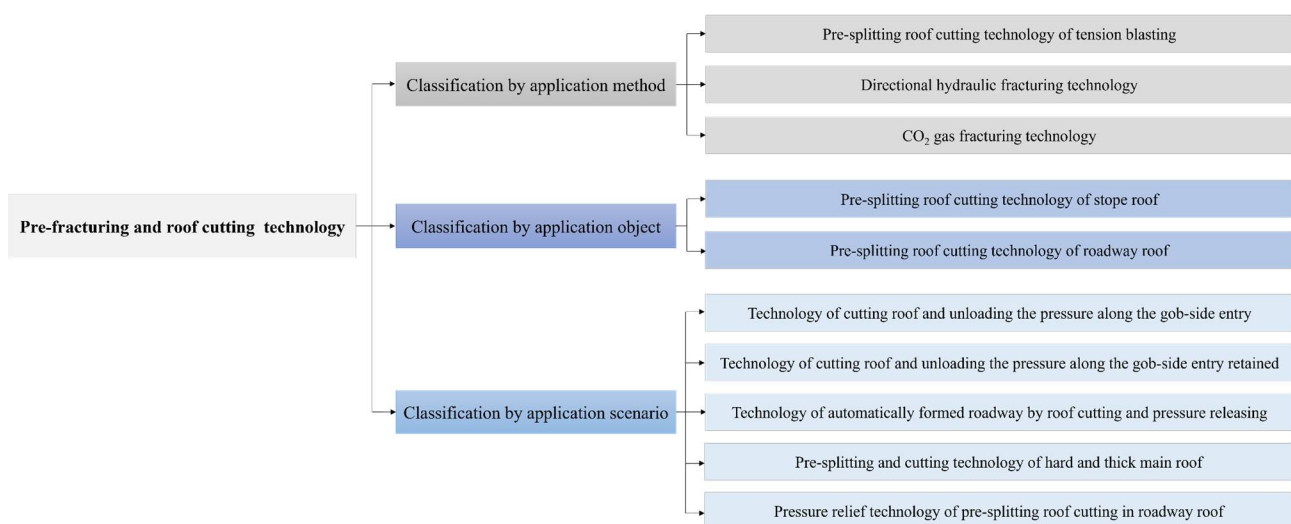 Pre-fracturing and roof cutting technology
Classification by application method
Pre-splitting roof cutting technology of tension blasting
Directional hydraulic fracturing technology
CO₂ gas fracturing technology
Classification by application object
Pre-splitting roof cutting technology of stope roof
Pre-splitting roof cutting technology of roadway roof
Classification by application scenario
Technology of cutting roof and unloading the pressure along the gob-side entry
Technology of cutting roof and unloading the pressure along the gob-side entry retained
Technology of automatically formed roadway by roof cutting and pressure releasing
Pre-splitting and cutting technology of hard and thick main roof
Pressure relief technology of pre-splitting roof cutting in roadway roof